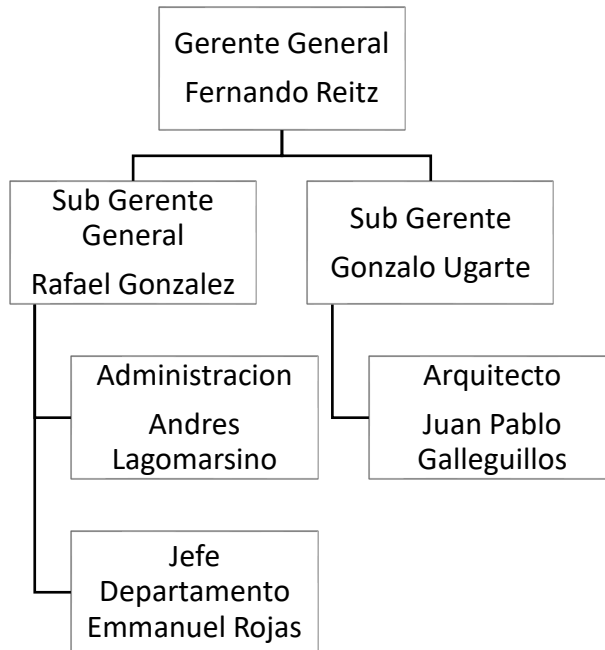 Gerente General
Fernando Reitz
Sub Gerente
General
Rafael Gonzalez
Sub Gerente
Gonzalo Ugarte
Administracion
Andres
Lagomarsino
Arquitecto
Juan Pablo
Galleguillos
Jefe
Departamento
Emmanuel Rojas